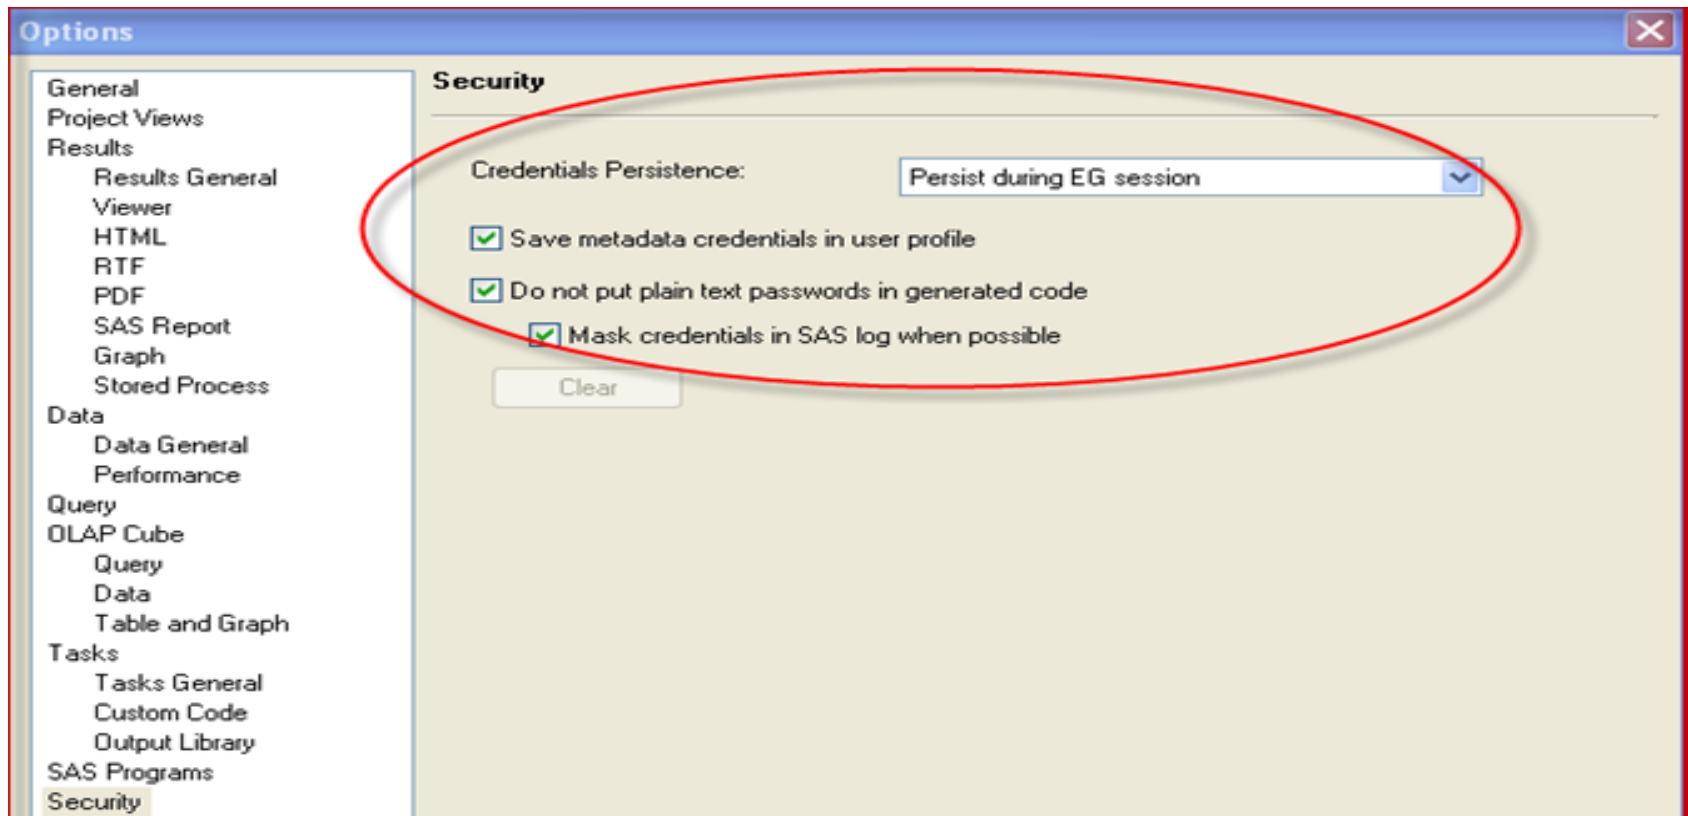 Options
General
Project Views
Results
Results General
Viewer
HTML
RTF
PDF
SAS Report
Graph
Stored Process
Data
Data General
Performance
Query
OLAP Cube
Query
Data
Table and Graph
Tasks
Tasks General
Custom Code
Output Library
SAS Programs
Security
Security
Credentials Persistence:
Persist during EG session
Save metadata credentials in user profile
Do not put plain text passwords in generated code
Mask credentials in SAS log when possible
Clear